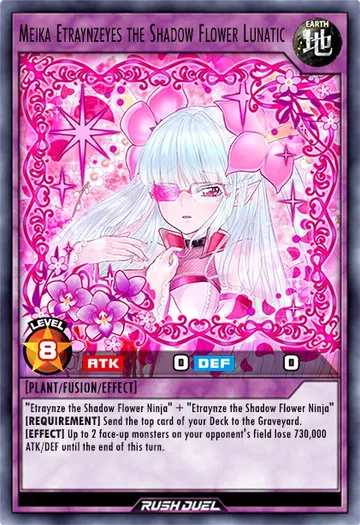 Meika Etraynzeyes the Shadow Flower Lunatic
EARTH
地
LEVEL
8
ATK 0 DEF 0
[PLANT/FUSION/EFFECT]
"Etraynze the Shadow Flower Ninja" + "Etraynze the Shadow Flower Ninja"
[REQUIREMENT] Send the top card of your Deck to the Graveyard.
[EFFECT] Up to 2 face-up monsters on your opponent's field lose 730,000
ATK/DEF until the end of this turn.
RUSH DUEL